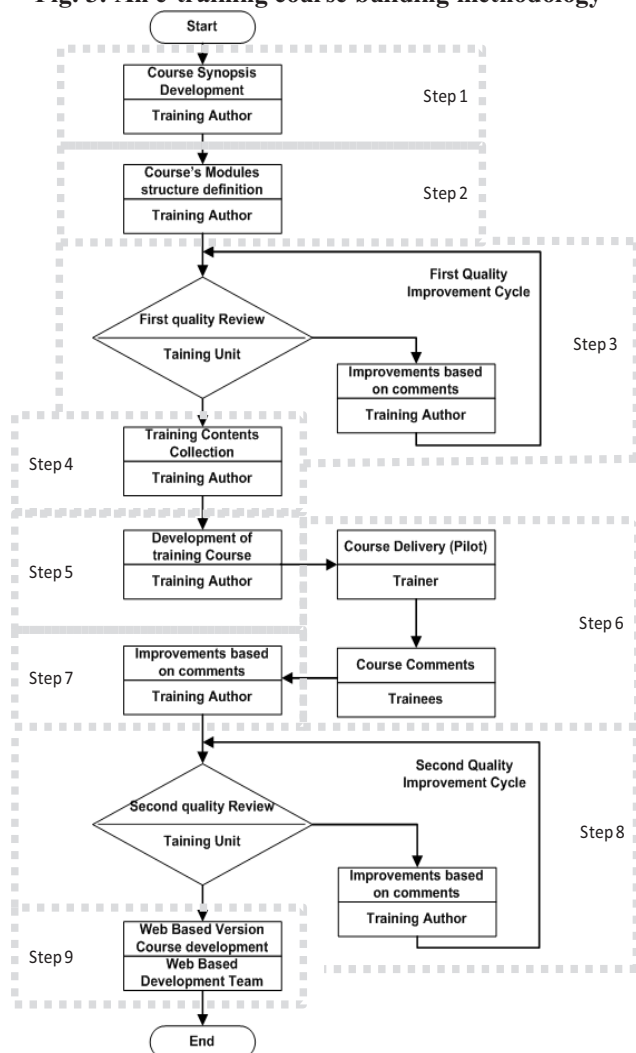 Fig. 3: An e-training course building methodology
Start
Course Synopsis
Development
Training Author
Step 1
Course's Modules
structure definition
Training Author
Step 2
First Quality
Improvement Cycle
First quality Review
Taining Unit
Step 3
Improvements based
on comments
Training Author
Training Contents
Collection
Training Author
Step 4
Development of
training Course
Training Author
Step 5
Course Delivery (Pilot)
Trainer
Step 6
Course Comments
Trainees
Improvements based
on comments
Training Author
Step 7
Second Quality
Improvement Cycle
Second quality Review
Taining Unit
Step 8
Improvements based
on comments
Training Author
Web Based Version
Course development
Web Based
Development Team
Step 9
End